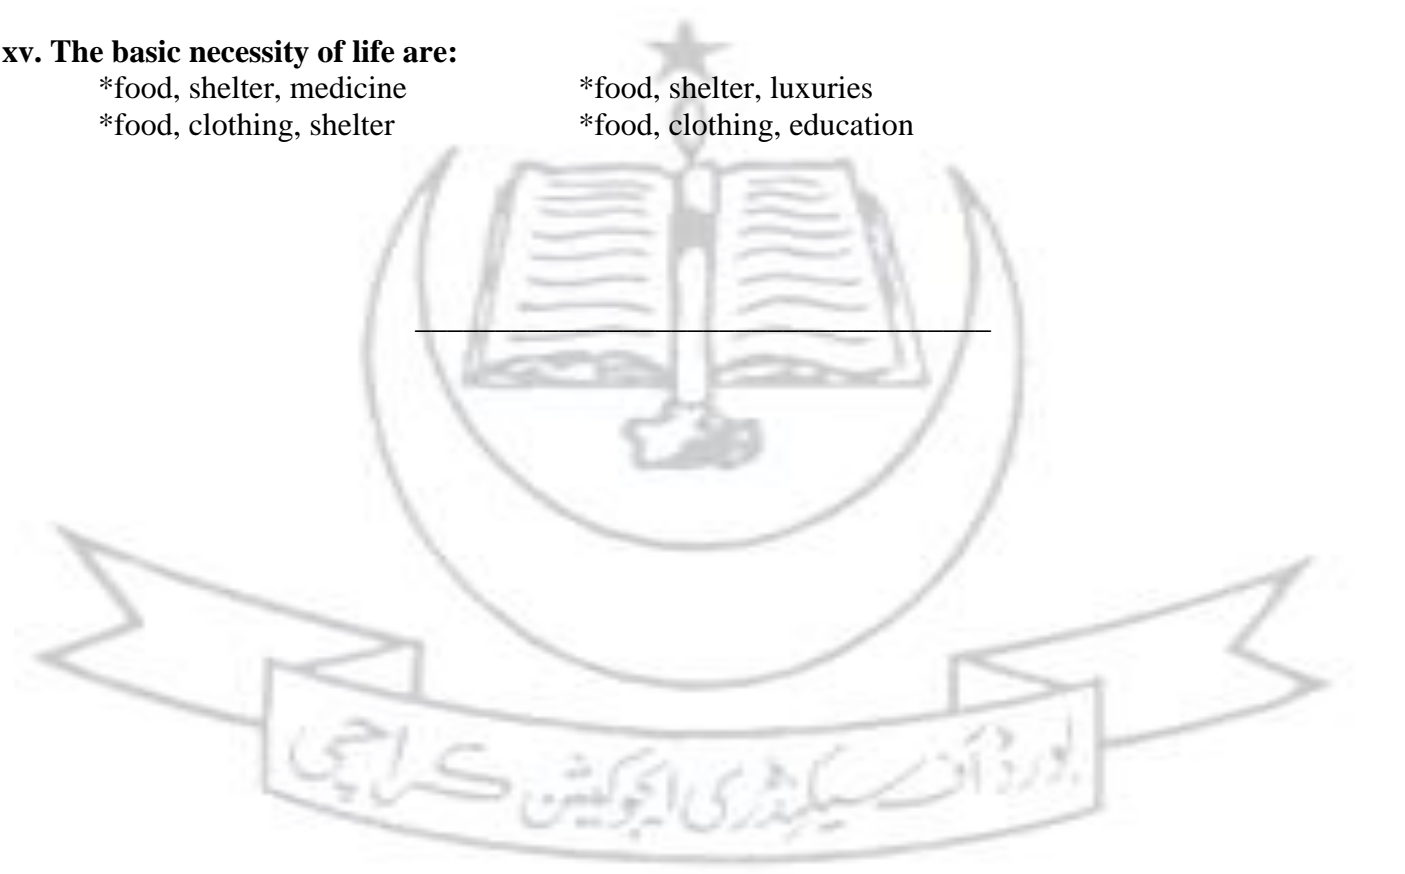 xv. The basic necessity of life are:
*food, shelter, medicine *food, shelter, luxuries
*food, clothing, shelter *food, clothing, education
بورڈ آف سیکنڈری ایجوکیشن کراچی